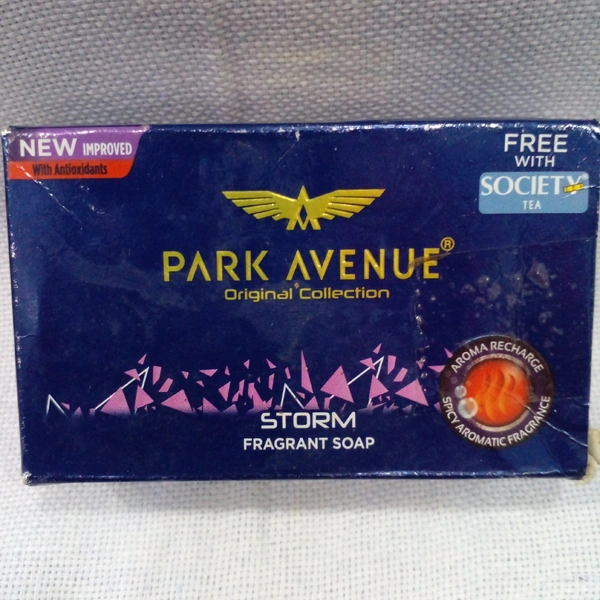 NEW IMPROVED
With Antioxidants
FREE
WITH
SOCIETY
TEA
PARK AVENUE®
Original Collection
AROMA RECHARGE
SPICY AROMATIC FRAGRANCE
STORM
FRAGRANT SOAP